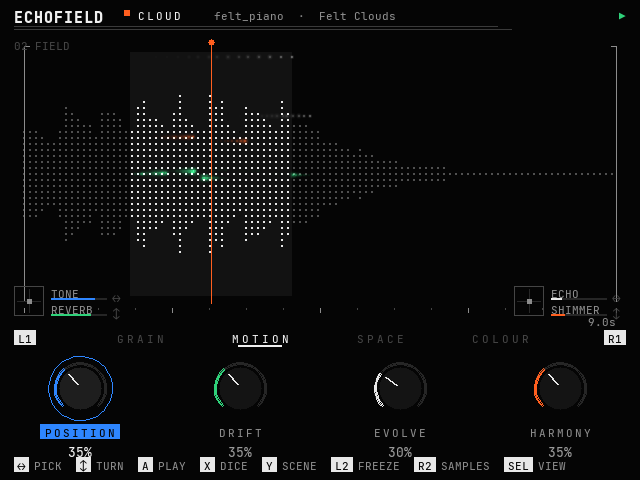 ECHOFIELD CLOUD felt_piano · Felt Clouds
02 FIELD
TONE
REVERB
ECHO
SHIMMER
9.0s
L1 GRAIN MOTION SPACE COLOUR R1
POSITION DRIFT EVOLVE HARMONY
35% 35% 30% 35%
PICK TURN A PLAY X DICE Y SCENE L2 FREEZE R2 SAMPLES SEL VIEW